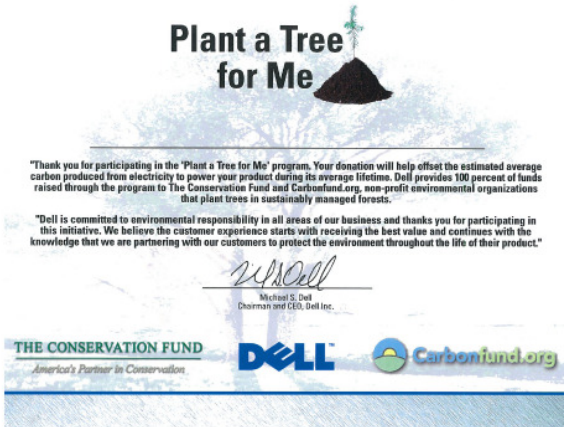 Plant a Tree
for Me
"Thank you for participating in the 'Plant a Tree for Me' program. Your donation will help offset the estimated average
carbon produced from electricity to power your product during its average lifetime. Dell provides 100 percent of funds
raised through the program to The Conservation Fund and Carbonfund.org, non-profit environmental organizations
that plant trees in sustainably managed forests.
"Dell is committed to environmental responsibility in all areas of our business and thanks you for participating in
this initiative. We believe the customer experience starts with receiving the best value and continues with the
knowledge that we are partnering with our customers to protect the environment throughout the life of their product."
Michael S. Dell
Chairman and CEO, Dell Inc.
THE CONSERVATION FUND
America's Partner in Conservation
DELL™
Carbonfund.org